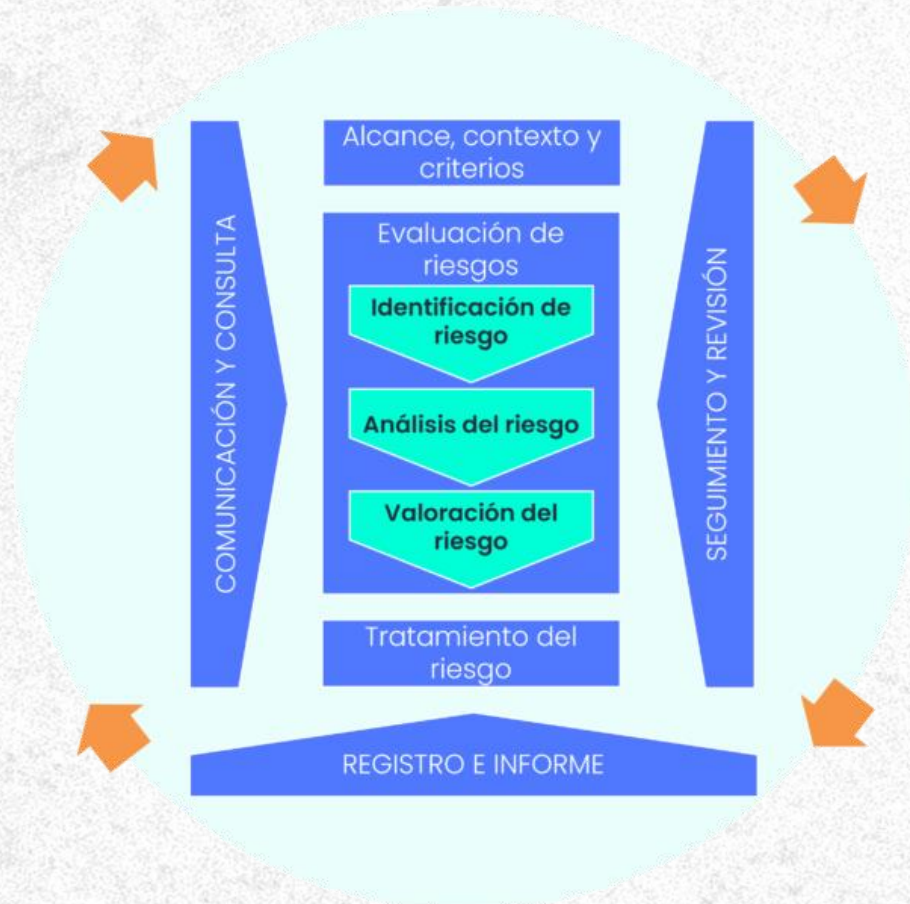 Alcance, contexto y
criterios
Evaluación de
riesgos
Identificación de
riesgo
Análisis del riesgo
Valoración del
riesgo
Tratamiento del
riesgo
COMUNICACIÓN Y CONSULTA
SEGUIMIENTO Y REVISIÓN
REGISTRO E INFORME